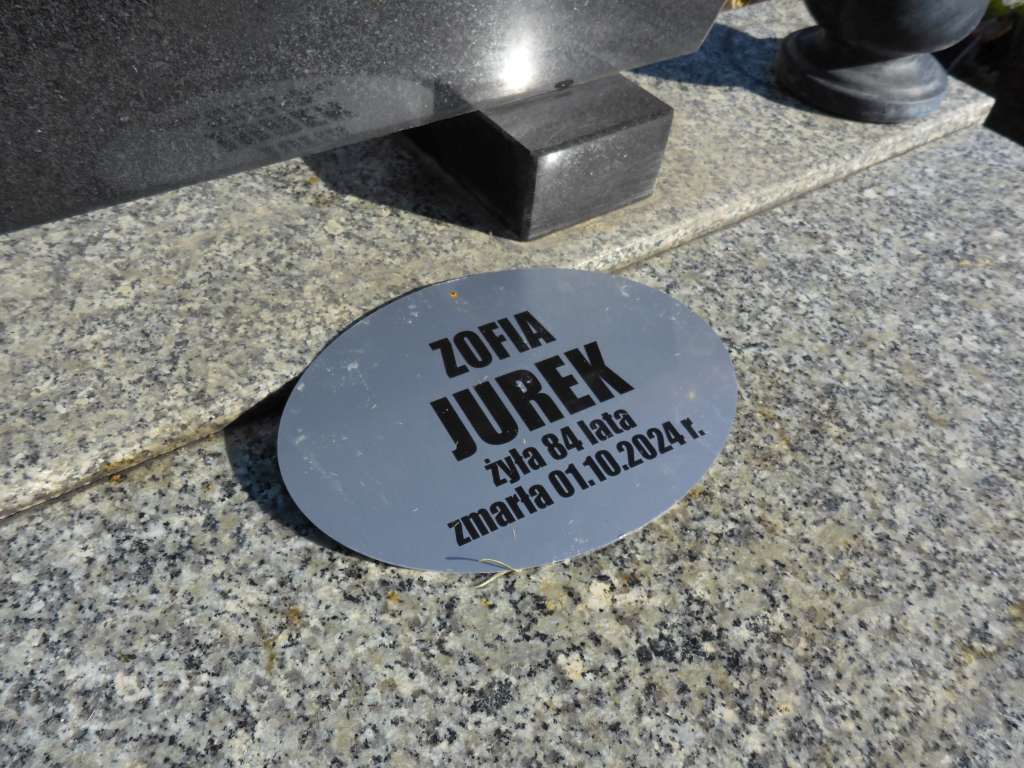 ZOFIA
JUREK
żyła 84 lata
zmarła 01.10.2024 r.